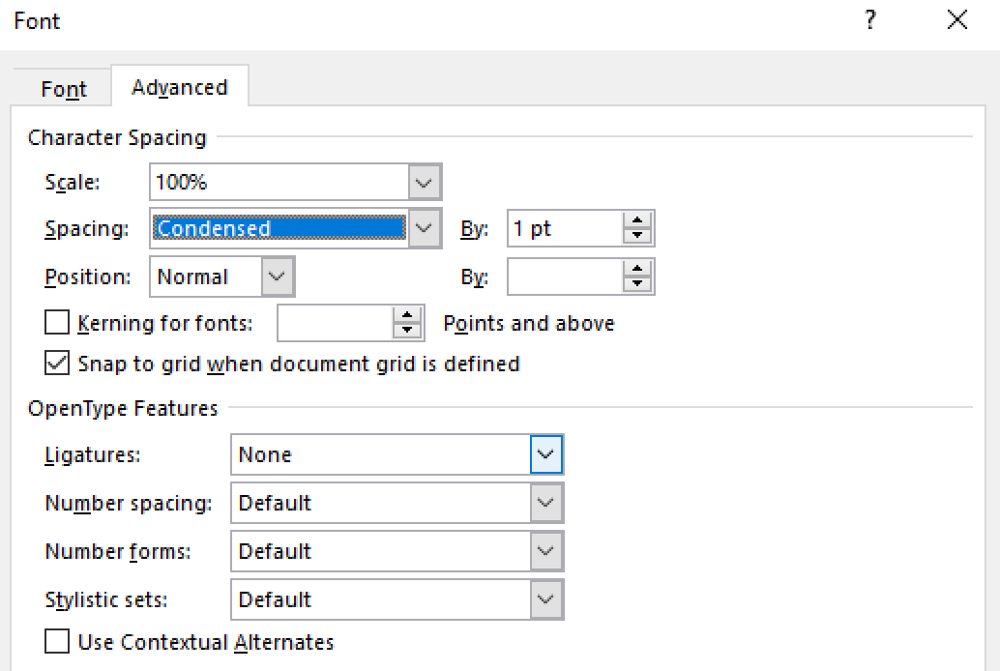 Font ?
Font Advanced
Character Spacing
Scale: 100%
Spacing: Condensed By: 1 pt
Position: Normal By:
Kerning for fonts: Points and above
Snap to grid when document grid is defined
OpenType Features
Ligatures: None
Number spacing: Default
Number forms: Default
Stylistic sets: Default
Use Contextual Alternates